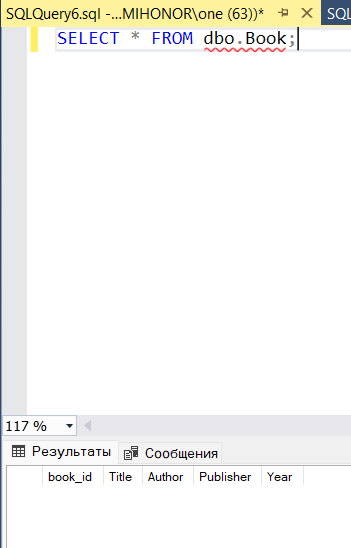 SQLQuery6.sql -...MIHONOR\one (63))* SQL
SELECT * FROM dbo.Book;
117 %
Результаты Сообщения
book_id Title Author Publisher Year